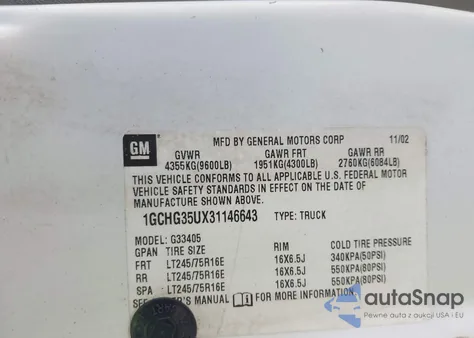 GM MFD BY GENERAL MOTORS CORP 11/02
GVWR GAWR FRT GAWR RR
4355KG(9600LB) 1951KG(4300LB) 2760KG(6084LB)
THIS VEHICLE CONFORMS TO ALL APPLICABLE U.S. FEDERAL MOTOR
VEHICLE SAFETY STANDARDS IN EFFECT ON THE DATE OF
MANUFACTURE SHOWN ABOVE.
1GCHG35UX31146643 TYPE: TRUCK
MODEL: G33405
GPAN TIRE SIZE RIM COLD TIRE PRESSURE
FRT LT245/75R16E 16X6.5J 340KPA(50PSI)
RR LT245/75R16E 16X6.5J 550KPA(80PSI)
SPA LT245/75R16E 16X6.5J 550KPA(80PSI)
SEE MANUAL FOR MORE INFORMATION
autoSnap
Pewne auta z USA i EU